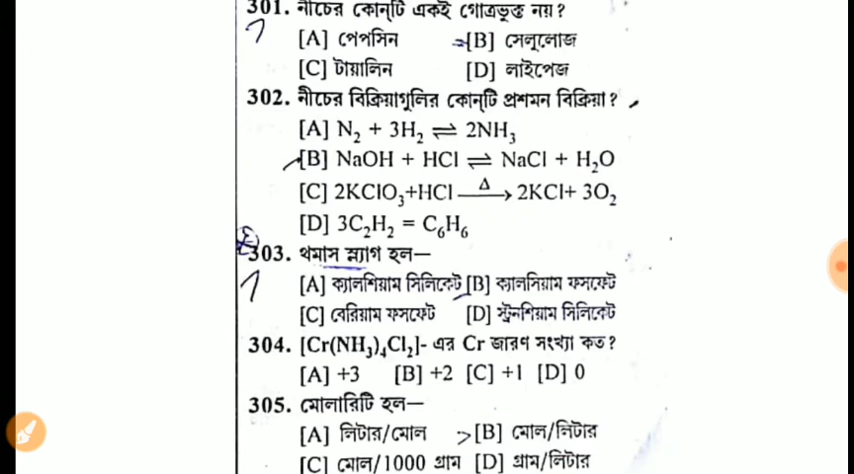 301. নীচের কোন্‌টি একই গোত্রভুক্ত নয়?
[A] পেপসিন [B] সেলুলোজ
[C] টায়ালিন [D] লাইপেজ
302. নীচের বিক্রিয়াগুলির কোন্‌টি প্রশমন বিক্রিয়া?
[A] N₂ + 3H₂ ⇌ 2NH₃
[B] NaOH + HCl ⇌ NaCl + H₂O
[C] 2KClO₃+HCl —Δ→ 2KCl+ 3O₂
[D] 3C₂H₂ = C₆H₆
303. থমাস স্ল্যাগ হল—
[A] ক্যালশিয়াম সিলিকেট [B] ক্যালসিয়াম ফসফেট
[C] বেরিয়াম ফসফেট [D] স্ট্রনশিয়াম সিলিকেট
304. [Cr(NH₃)₄Cl₂]- এর Cr জারণ সংখ্যা কত?
[A] +3 [B] +2 [C] +1 [D] 0
305. মোলারিটি হল—
[A] লিটার/মোল [B] মোল/লিটার
[C] মোল/1000 গ্রাম [D] গ্রাম/লিটার